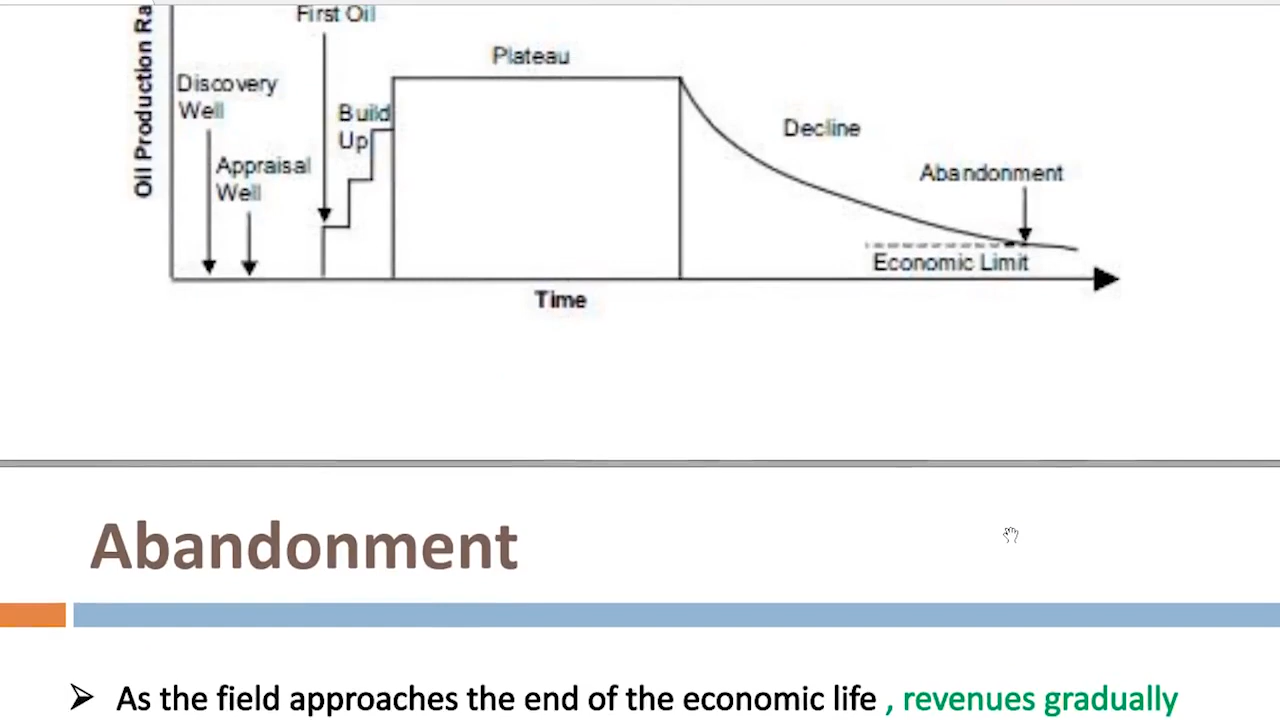 First Oil
Oil Production Ra
Plateau
Discovery
Well
Build
Up
Decline
Appraisal
Well
Abandonment
Economic Limit
Time
Abandonment
➢ As the field approaches the end of the economic life , revenues gradually